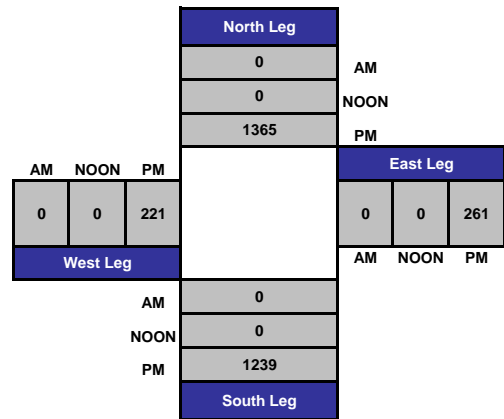 North Leg
0
AM
0
NOON
1365
PM
AM NOON PM
East Leg
0 0 221
0 0 261
West Leg
AM NOON PM
AM
0
NOON
0
PM
1239
South Leg